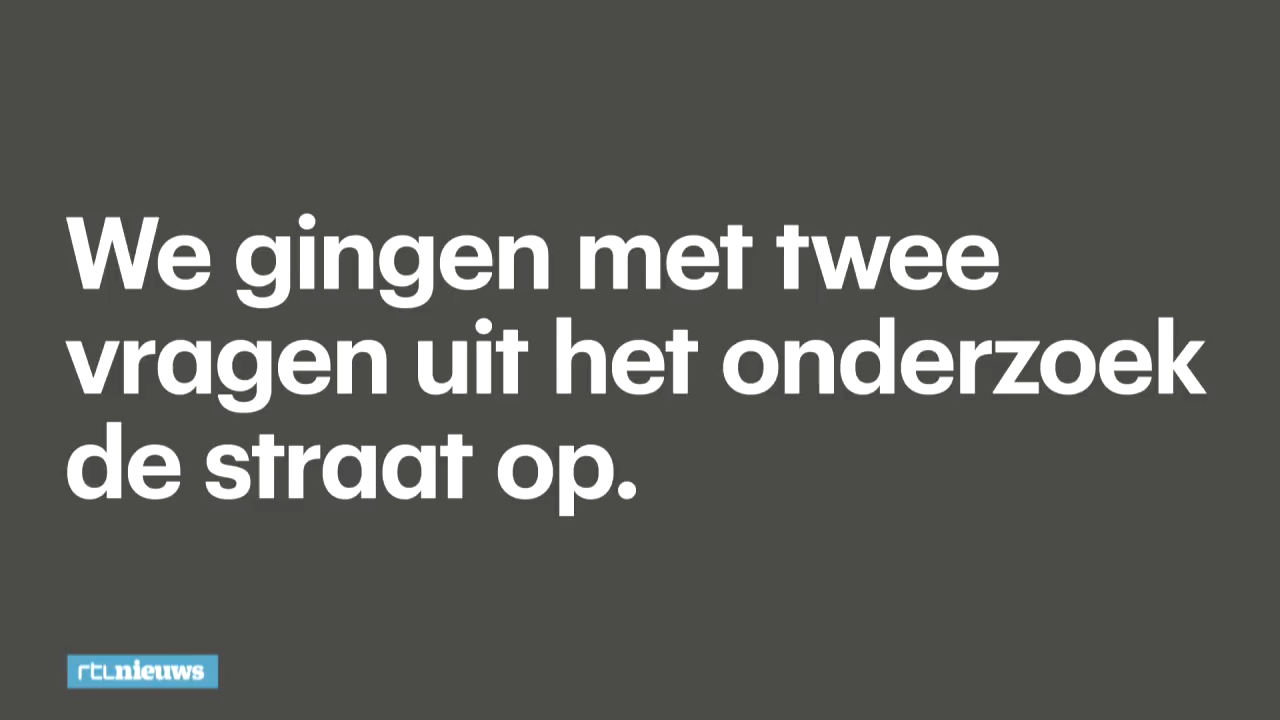 We gingen met twee
vragen uit het onderzoek
de straat op.
rtlnieuws